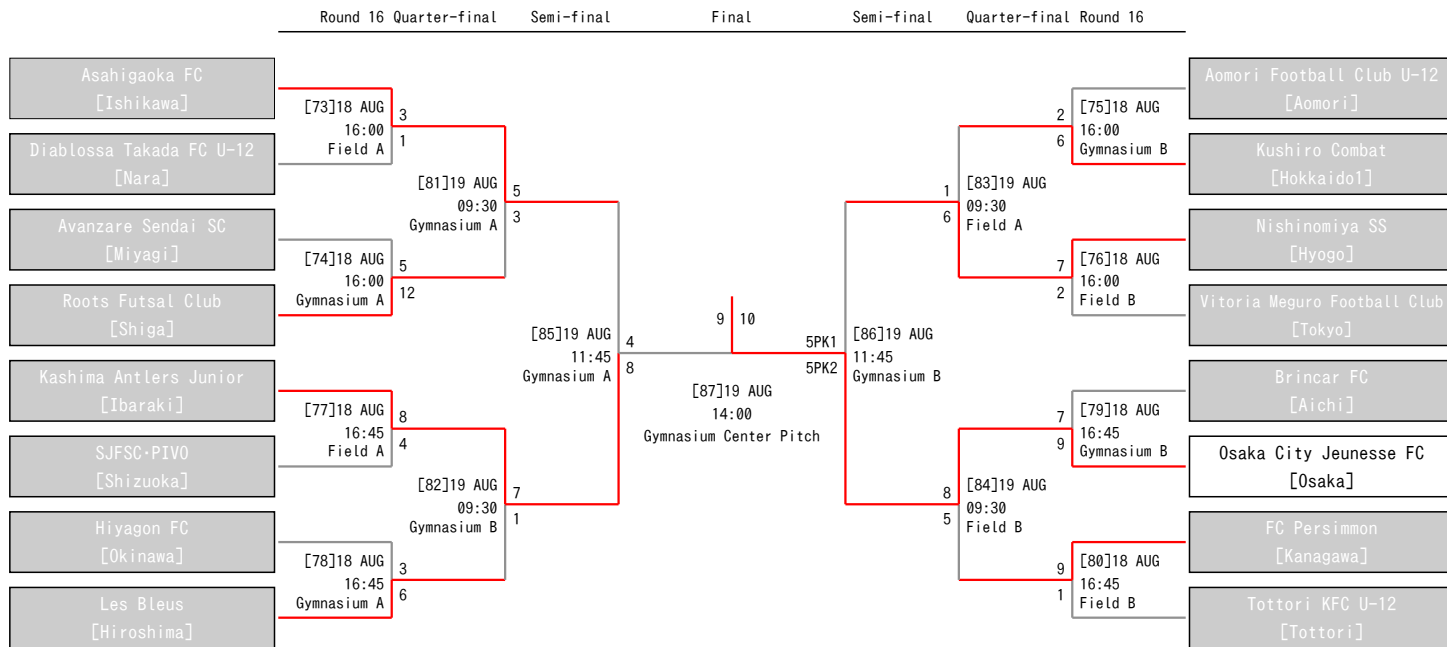 Round 16 Quarter-final Semi-final Final Semi-final Quarter-final Round 16
Asahigaoka FC
[Ishikawa]
Diablossa Takada FC U-12
[Nara]
Avanzare Sendai SC
[Miyagi]
Roots Futsal Club
[Shiga]
Kashima Antlers Junior
[Ibaraki]
SJFSC·PIVO
[Shizuoka]
Hiyagon FC
[Okinawa]
Les Bleus
[Hiroshima]
[73]18 AUG
16:00
Field A
3
1
[74]18 AUG
16:00
Gymnasium A
5
12
[77]18 AUG
16:45
Field A
8
4
[78]18 AUG
16:45
Gymnasium A
3
6
[81]19 AUG
09:30
Gymnasium A
5
3
[82]19 AUG
09:30
Gymnasium B
7
1
[85]19 AUG
11:45
Gymnasium A
4
8
9 10
[87]19 AUG
14:00
Gymnasium Center Pitch
5PK1
5PK2
[86]19 AUG
11:45
Gymnasium B
1
6
[83]19 AUG
09:30
Field A
8
5
[84]19 AUG
09:30
Field B
2
6
[75]18 AUG
16:00
Gymnasium B
7
2
[76]18 AUG
16:00
Field B
7
9
[79]18 AUG
16:45
Gymnasium B
9
1
[80]18 AUG
16:45
Field B
Aomori Football Club U-12
[Aomori]
Kushiro Combat
[Hokkaido1]
Nishinomiya SS
[Hyogo]
Vitoria Meguro Football Club
[Tokyo]
Brincar FC
[Aichi]
Osaka City Jeunesse FC
[Osaka]
FC Persimmon
[Kanagawa]
Tottori KFC U-12
[Tottori]